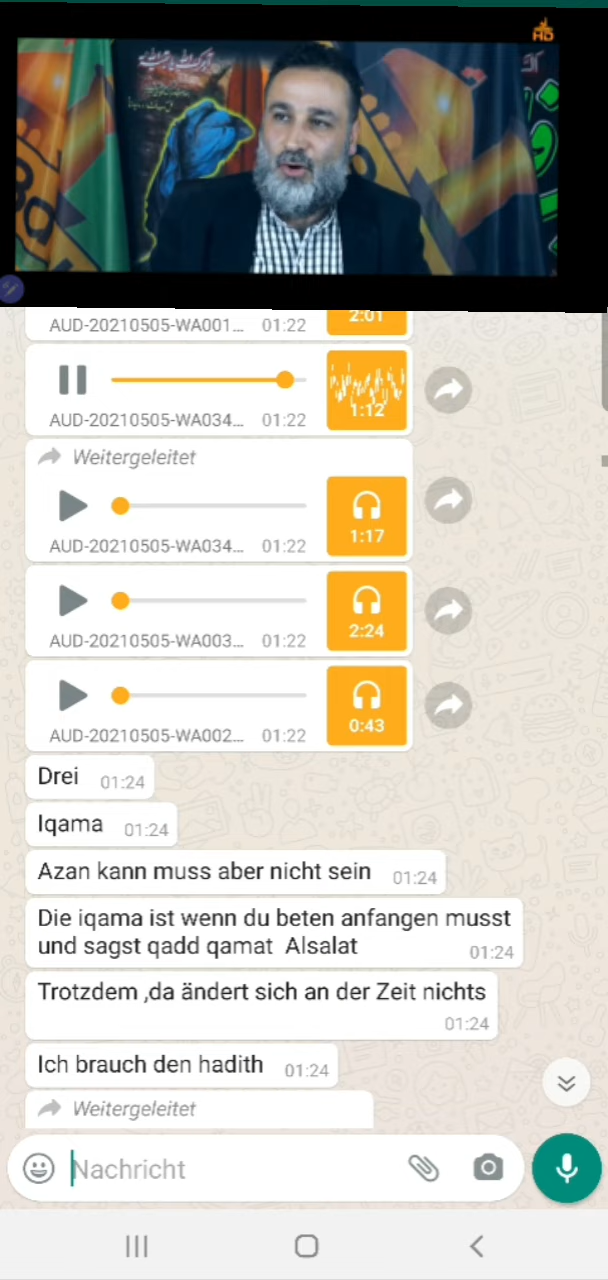 HD
AUD-20210505-WA001... 01:22
2:01
1:12
AUD-20210505-WA034... 01:22
Weitergeleitet
1:17
AUD-20210505-WA034... 01:22
2:24
AUD-20210505-WA003... 01:22
0:43
AUD-20210505-WA002... 01:22
Drei 01:24
Iqama 01:24
Azan kann muss aber nicht sein 01:24
Die iqama ist wenn du beten anfangen musst
und sagst qadd qamat Alsalat 01:24
Trotzdem ,da ändert sich an der Zeit nichts
01:24
Ich brauch den hadith 01:24
Weitergeleitet
Nachricht